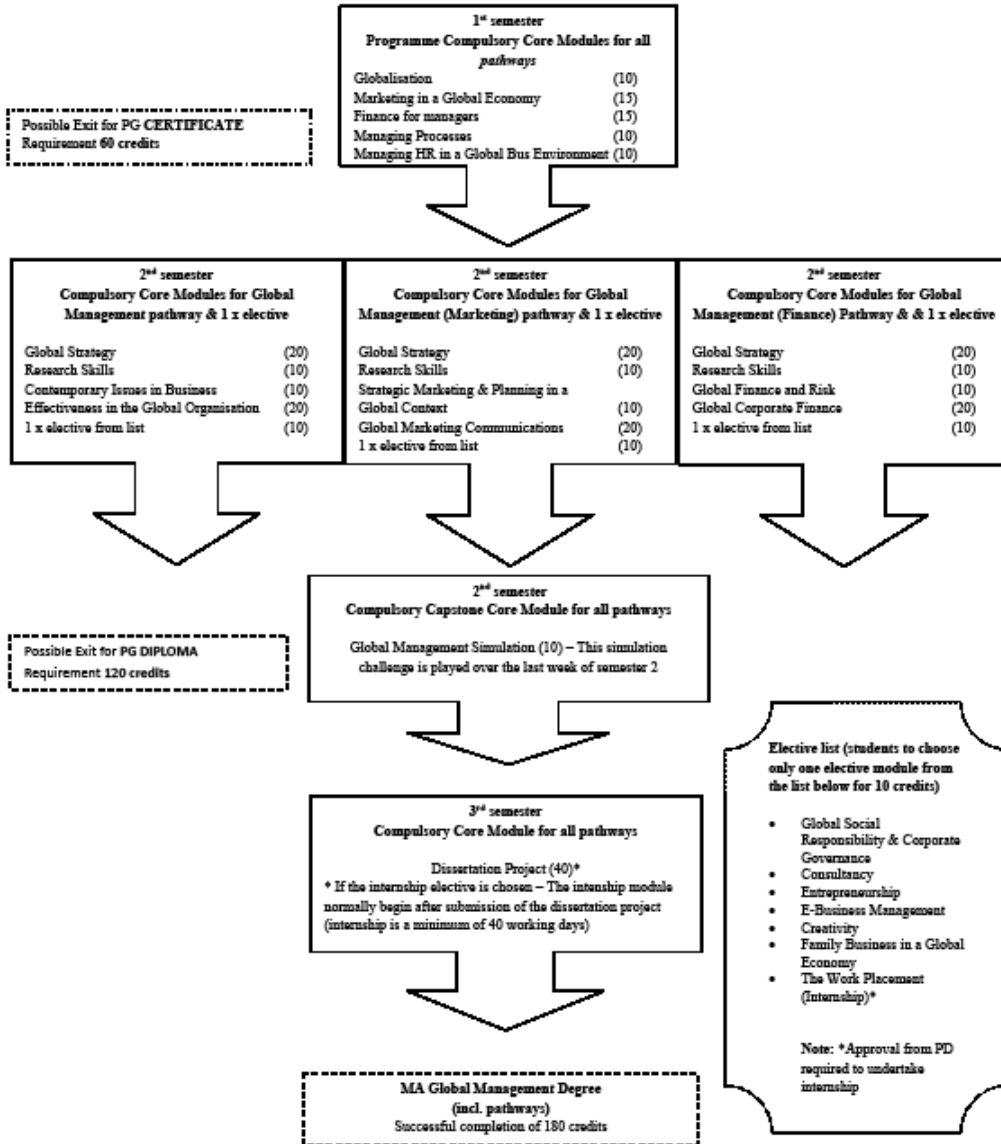 1st semester
Programme Compulsory Core Modules for all
pathways
Globalisation (10)
Marketing in a Global Economy (15)
Finance for managers (15)
Managing Processes (10)
Managing HR in a Global Bus Environment (10)
Possible Exit for PG CERTIFICATE
Requirement 60 credits
2nd semester
Compulsory Core Modules for Global
Management pathway & 1 x elective
Global Strategy (20)
Research Skills (10)
Contemporary Issues in Business (10)
Effectiveness in the Global Organisation (20)
1 x elective from list (10)
2nd semester
Compulsory Core Modules for Global
Management (Marketing) pathway & 1 x elective
Global Strategy (20)
Research Skills (10)
Strategic Marketing & Planning in a
Global Context (10)
Global Marketing Communications (20)
1 x elective from list (10)
2nd semester
Compulsory Core Modules for Global
Management (Finance) Pathway & & 1 x elective
Global Strategy (20)
Research Skills (10)
Global Finance and Risk (10)
Global Corporate Finance (20)
1 x elective from list (10)
2nd semester
Compulsory Capstone Core Module for all pathways
Global Management Simulation (10) – This simulation
challenge is played over the last week of semester 2
Possible Exit for PG DIPLOMA
Requirement 120 credits
3rd semester
Compulsory Core Module for all pathways
Dissertation Project (40)*
* If the internship elective is chosen – The intenship module
normally begin after submission of the dissertation project
(internship is a minimum of 40 working days)
Elective list (students to choose
only one elective module from
the list below for 10 credits)
• Global Social
Responsibility & Corporate
Governance
• Consultancy
• Entrepreneurship
• E-Business Management
• Creativity
• Family Business in a Global
Economy
• The Work Placement
(Internship)*
Note: *Approval from PD
required to undertake
internship
MA Global Management Degree
(incl. pathways)
Successful completion of 180 credits